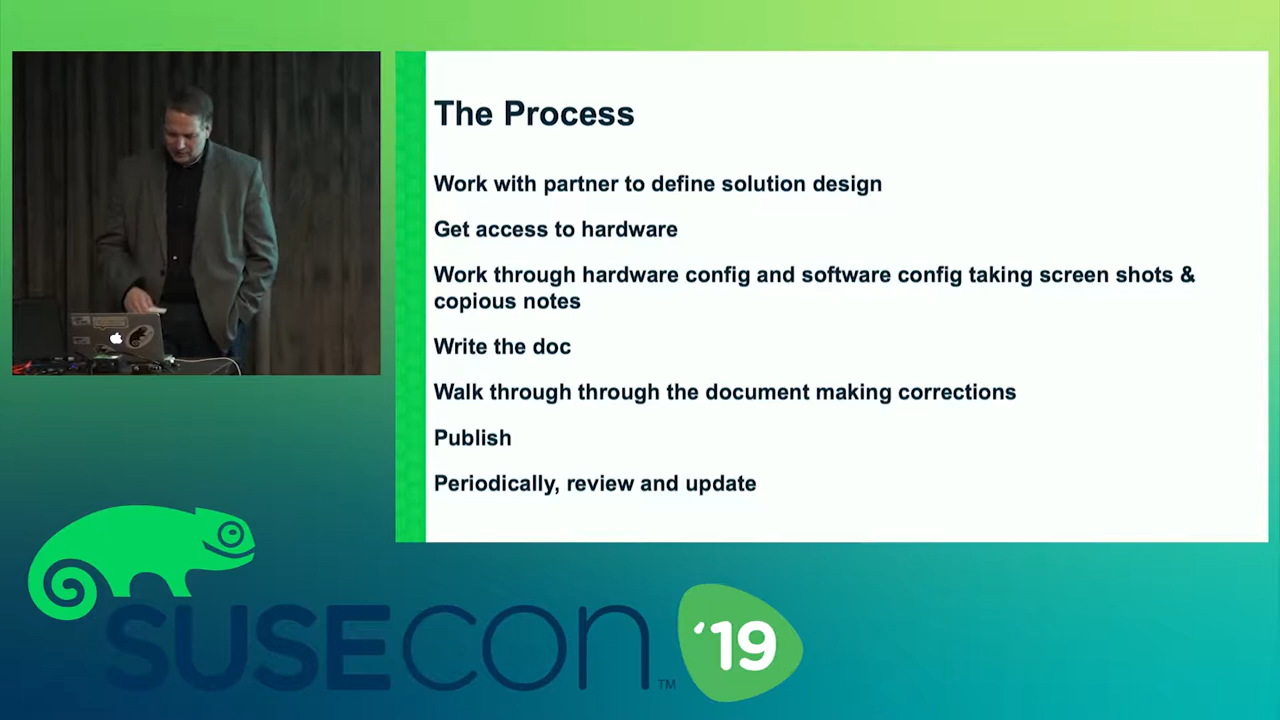 The Process
Work with partner to define solution design
Get access to hardware
Work through hardware config and software config taking screen shots &
copious notes
Write the doc
Walk through through the document making corrections
Publish
Periodically, review and update
SUSECON™ '19